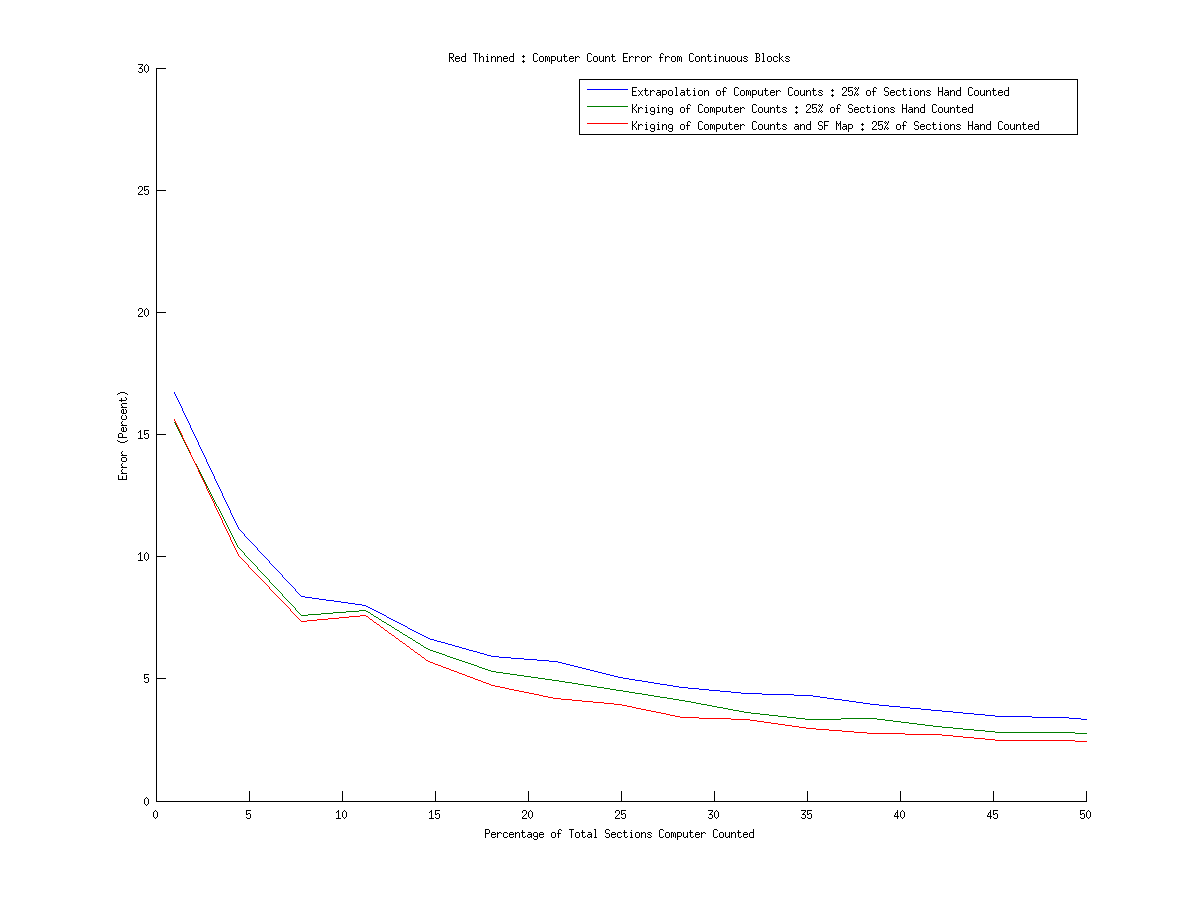 Red Thinned : Computer Count Error from Continuous Blocks
Extrapolation of Computer Counts : 25% of Sections Hand Counted
Kriging of Computer Counts : 25% of Sections Hand Counted
Kriging of Computer Counts and SF Map : 25% of Sections Hand Counted
30
25
20
15
10
5
0
Error (Percent)
0 5 10 15 20 25 30 35 40 45 50
Percentage of Total Sections Computer Counted